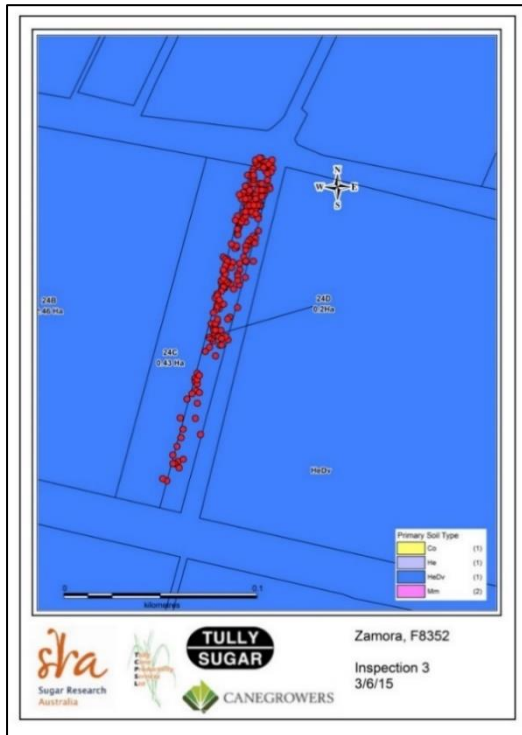 N
W E
S
24B
24D
0.2Ha
24C
0.43 Ha
HeDv
Primary Soil Type
Co (1)
He (1)
HeDv (1)
Mm (2)
0 0.1
kilometres
sra
Sugar Research
Australia
TULLY
SUGAR
CANEGROWERS
Zamora, F8352
Inspection 3
3/6/15